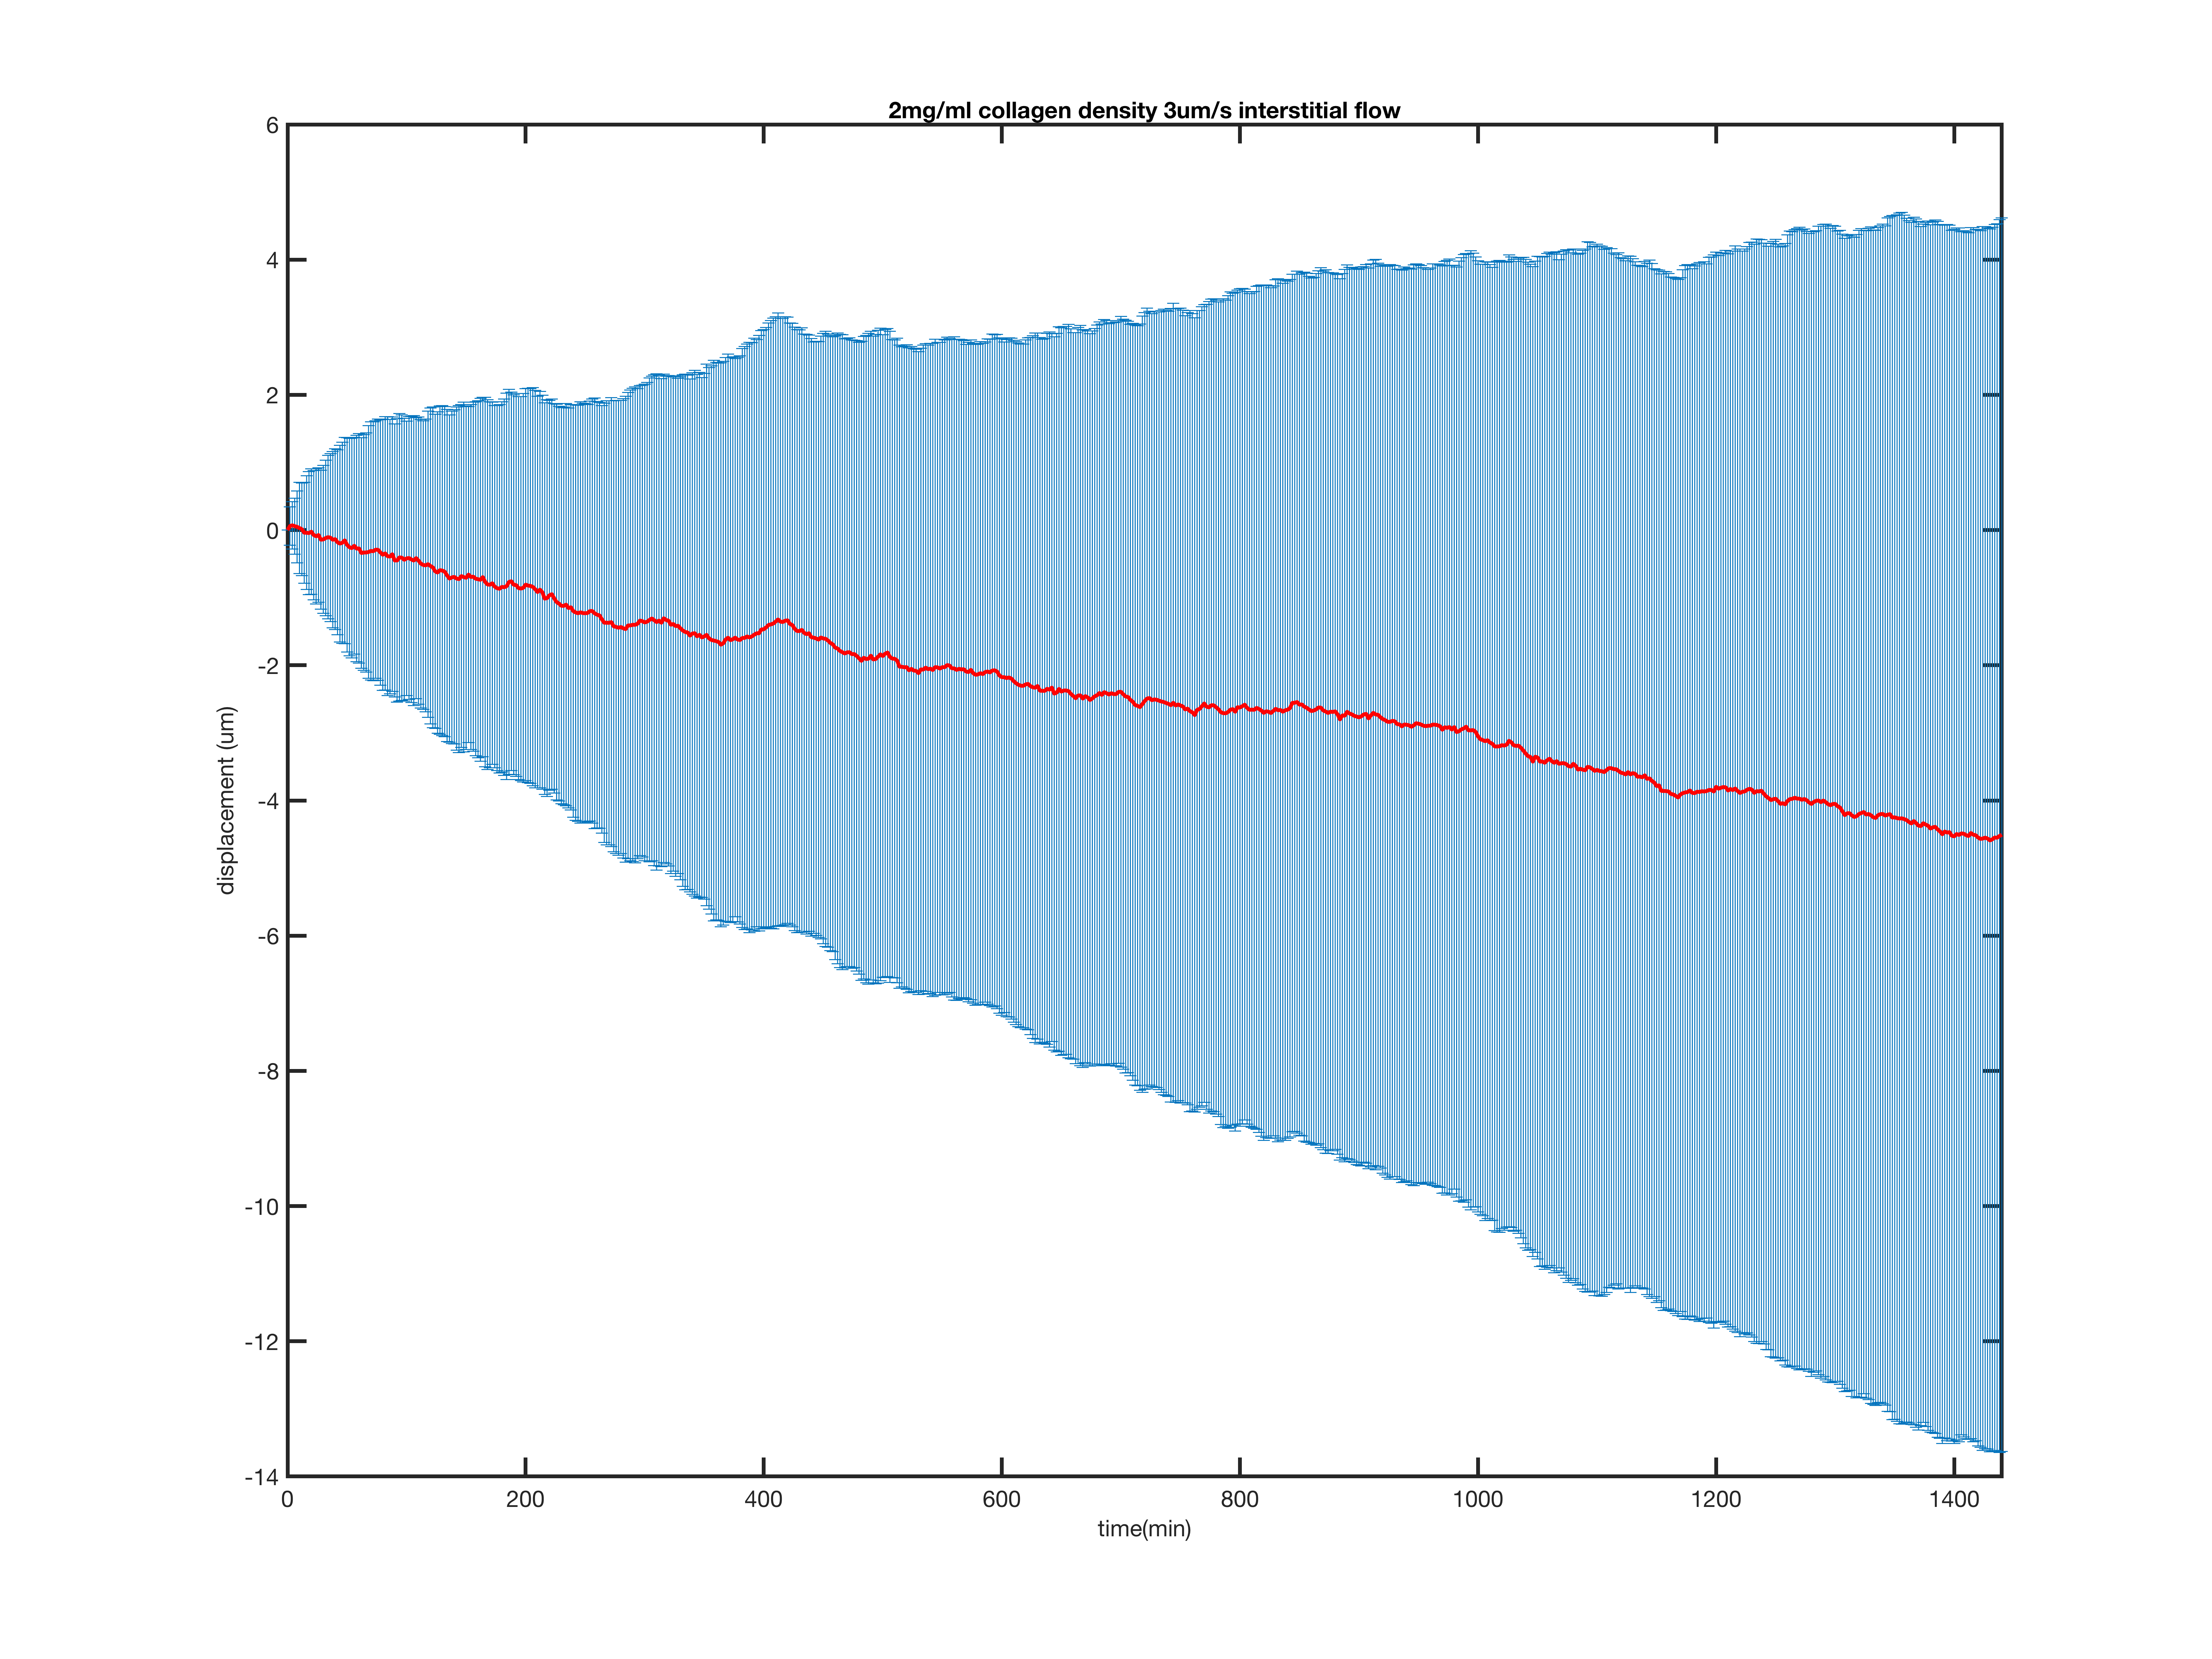 2mg/ml collagen density 3um/s interstitial flow
6
4
2
0
-2
-4
-6
-8
-10
-12
-14
displacement (um)
0 200 400 600 800 1000 1200 1400
time(min)